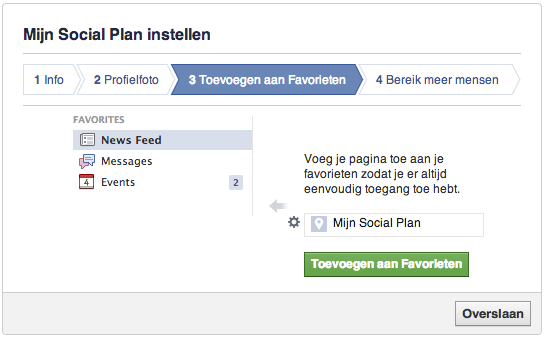 Mijn Social Plan instellen
1 Info
2 Profielfoto
3 Toevoegen aan Favorieten
4 Bereik meer mensen
FAVORITES
News Feed
Messages
4 Events 2
Voeg je pagina toe aan je
favorieten zodat je er altijd
eenvoudig toegang toe hebt.
Mijn Social Plan
Toevoegen aan Favorieten
Overslaan